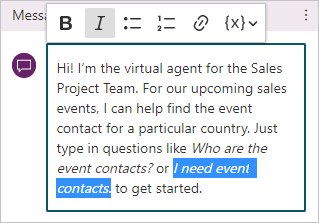 Messa
B I {x}
Hi! I'm the virtual agent for the Sales
Project Team. For our upcoming sales
events, I can help find the event
contact for a particular country. Just
type in questions like Who are the
event contacts? or I need event
contacts. to get started.